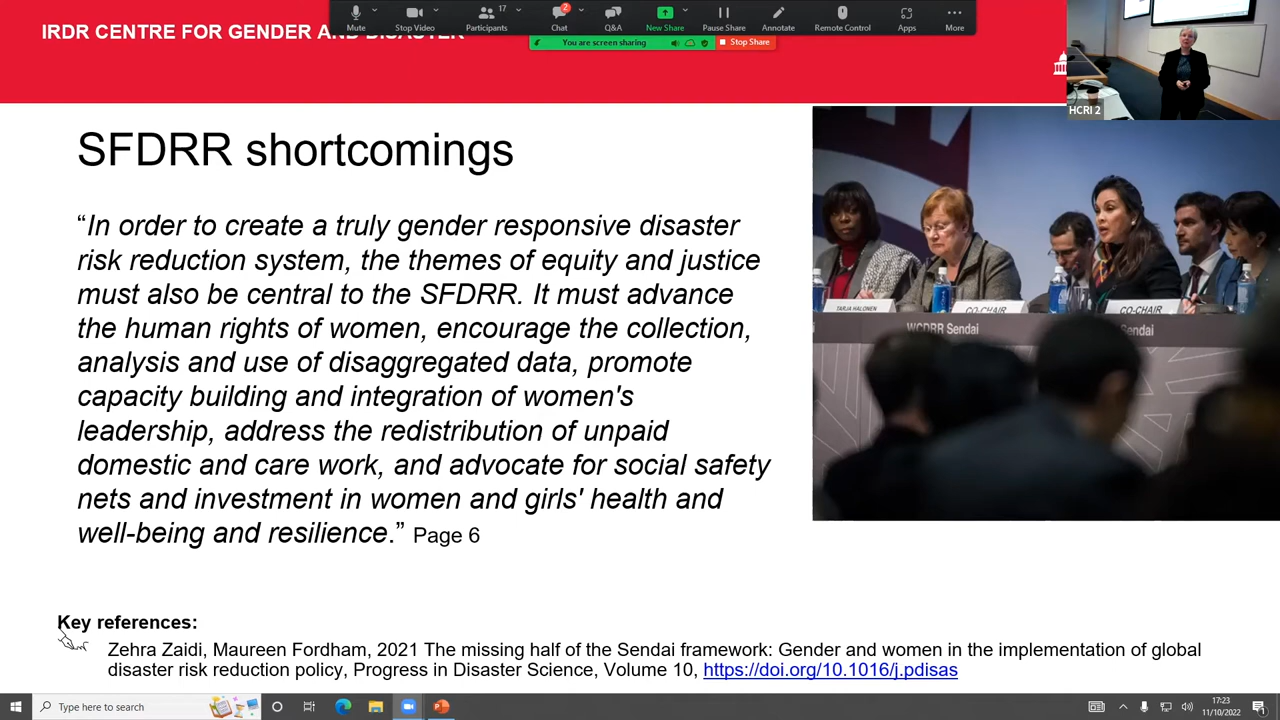 Mute
Stop Video
Participants
17
Chat
2
Q&A
New Share
Pause Share
Annotate
Remote Control
Apps
More
You are screen sharing
Stop Share
IRDR CENTRE FOR GENDER AND DISASTER
HCRI 2
SFDRR shortcomings
“In order to create a truly gender responsive disaster
risk reduction system, the themes of equity and justice
must also be central to the SFDRR. It must advance
the human rights of women, encourage the collection,
analysis and use of disaggregated data, promote
capacity building and integration of women's
leadership, address the redistribution of unpaid
domestic and care work, and advocate for social safety
nets and investment in women and girls' health and
well-being and resilience.” Page 6
TARJA HALONEN
CO-CHAIR
CO-CHAIR
WCDRR Sendai
Sendai
Key references:
Zehra Zaidi, Maureen Fordham, 2021 The missing half of the Sendai framework: Gender and women in the implementation of global
disaster risk reduction policy, Progress in Disaster Science, Volume 10, https://doi.org/10.1016/j.pdisas
Type here to search
17:23
11/10/2022
1